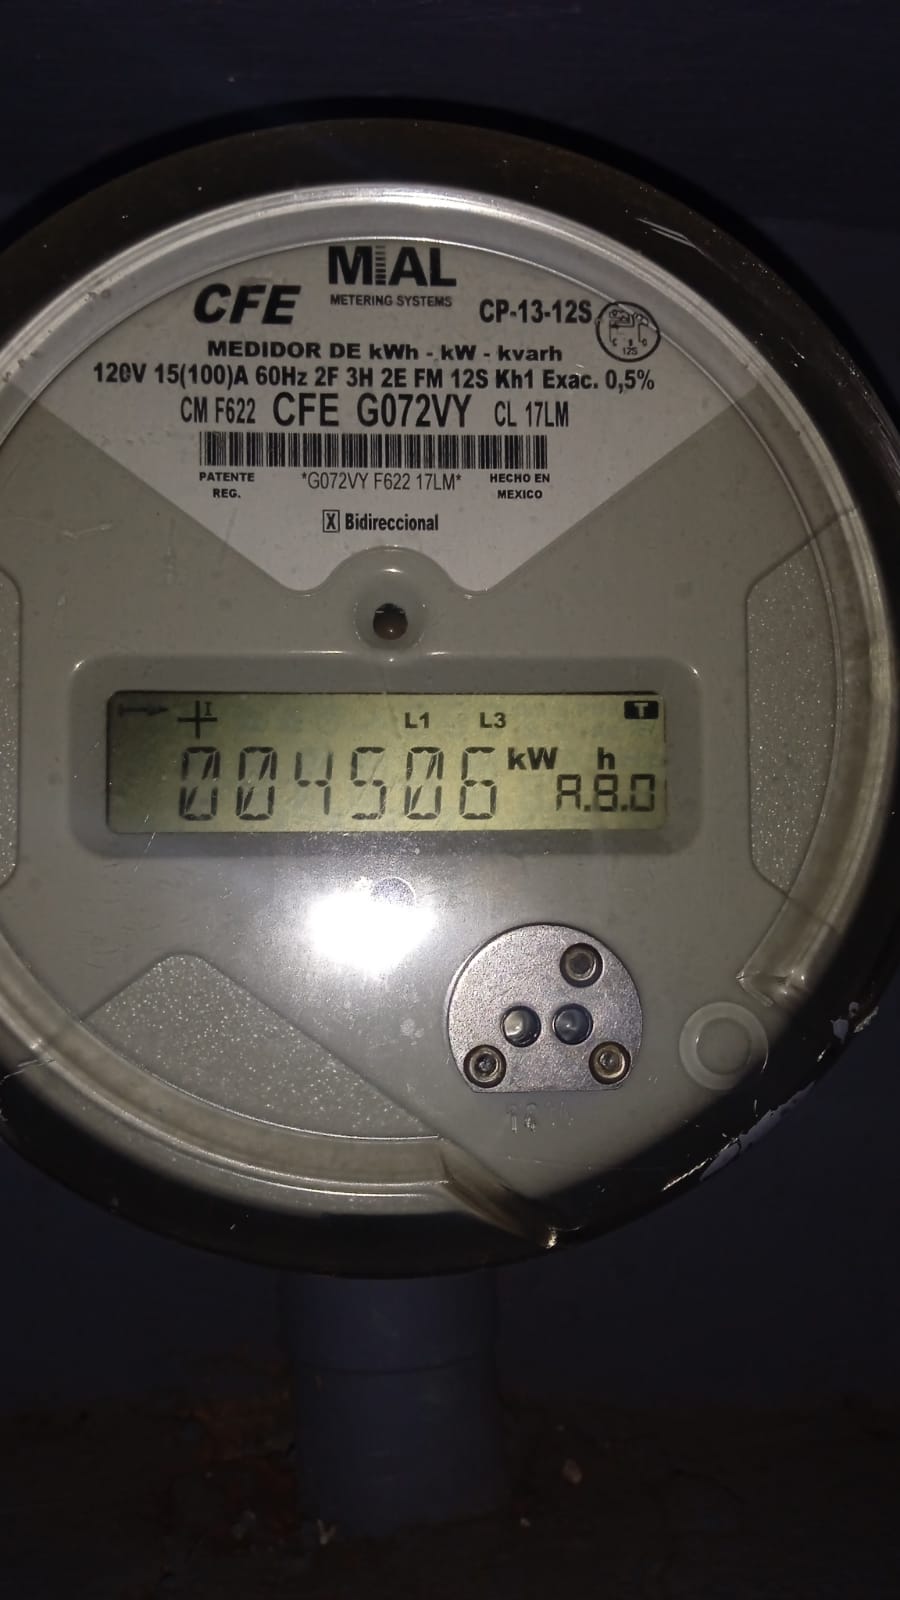 MIAL
METERING SYSTEMS
CFE
CP-13-12S
12S
MEDIDOR DE kWh - kW - kvarh
120V 15(100)A 60Hz 2F 3H 2E FM 12S Kh1 Exac. 0,5%
CM F622 CFE G072VY CL 17LM
PATENTE REG.
*G072VY F622 17LM*
HECHO EN MEXICO
X Bidireccional
I L1 L3 T
004506 kW h A.8.0